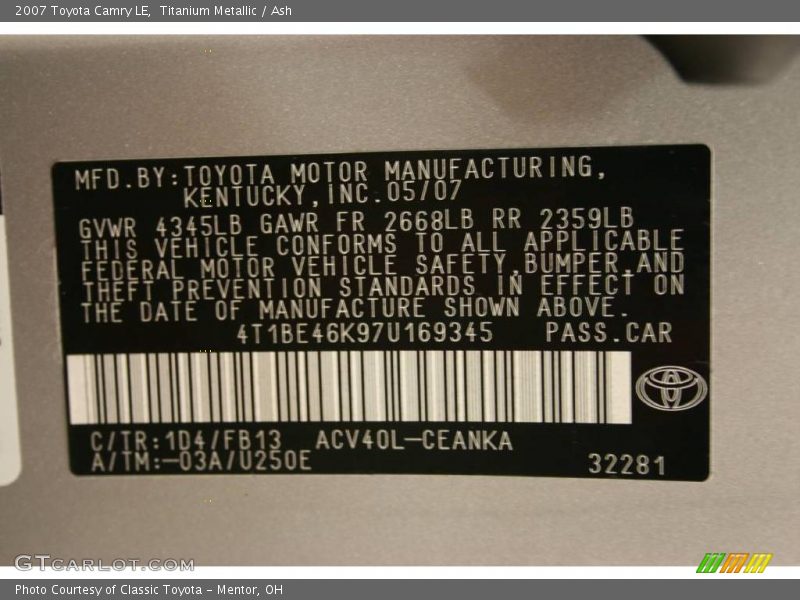 2007 Toyota Camry LE,  Titanium Metallic / Ash
MFD.BY:TOYOTA MOTOR MANUFACTURING,
KENTUCKY,INC.05/07
GVWR 4345LB GAWR FR 2668LB RR 2359LB
THIS VEHICLE CONFORMS TO ALL APPLICABLE
FEDERAL MOTOR VEHICLE SAFETY,BUMPER,AND
THEFT PREVENTION STANDARDS IN EFFECT ON
THE DATE OF MANUFACTURE SHOWN ABOVE.
4T1BE46K97U169345 PASS.CAR
C/TR:1D4/FB13 ACV40L-CEANKA
A/TM:-03A/U250E
32281
GTCARLOT.COM
Photo Courtesy of Classic Toyota - Mentor, OH